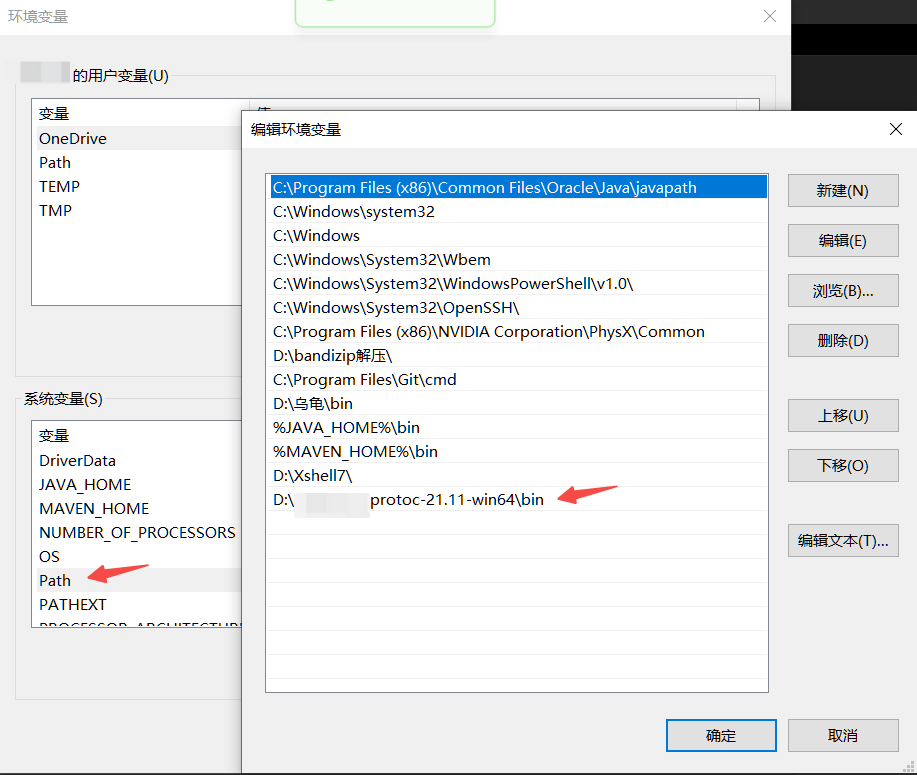 环境变量
的用户变量(U)
变量
OneDrive
Path
TEMP
TMP
系统变量(S)
变量
DriverData
JAVA_HOME
MAVEN_HOME
NUMBER_OF_PROCESSORS
OS
Path
PATHEXT
PROCESSOR_ARCHITECTURE
编辑环境变量
C:\Program Files (x86)\Common Files\Oracle\Java\javapath
C:\Windows\system32
C:\Windows
C:\Windows\System32\Wbem
C:\Windows\System32\WindowsPowerShell\v1.0\
C:\Windows\System32\OpenSSH\
C:\Program Files (x86)\NVIDIA Corporation\PhysX\Common
D:\bandizip解压\
C:\Program Files\Git\cmd
D:\乌龟\bin
%JAVA_HOME%\bin
%MAVEN_HOME%\bin
D:\Xshell7\
D:\ protoc-21.11-win64\bin
新建(N)
编辑(E)
浏览(B)...
删除(D)
上移(U)
下移(O)
编辑文本(T)...
确定
取消